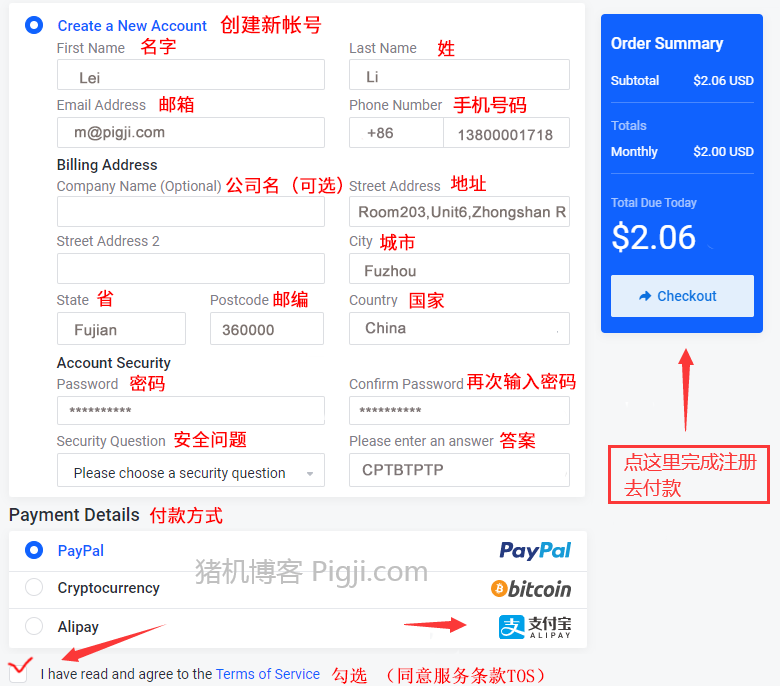 Create a New Account 创建新帐号
First Name 名字 Last Name 姓
Lei Li
Email Address 邮箱 Phone Number 手机号码
m@pigji.com +86 13800001718
Billing Address
Company Name (Optional) 公司名（可选） Street Address 地址
Room203,Unit6,Zhongshan R
Street Address 2 City 城市
Fuzhou
State 省 Postcode 邮编 Country 国家
Fujian 360000 China
Account Security
Password 密码 Confirm Password 再次输入密码
********** **********
Security Question 安全问题 Please enter an answer 答案
Please choose a security question CPTBTPTP
Order Summary
Subtotal $2.06 USD
Totals
Monthly $2.00 USD
Total Due Today
$2.06
Checkout
点这里完成注册
去付款
Payment Details 付款方式
PayPal PayPal
猪机博客 Pigji.com
Cryptocurrency bitcoin
Alipay 支 支付宝
ALIPAY
I have read and agree to the Terms of Service 勾选 （同意服务条款TOS）